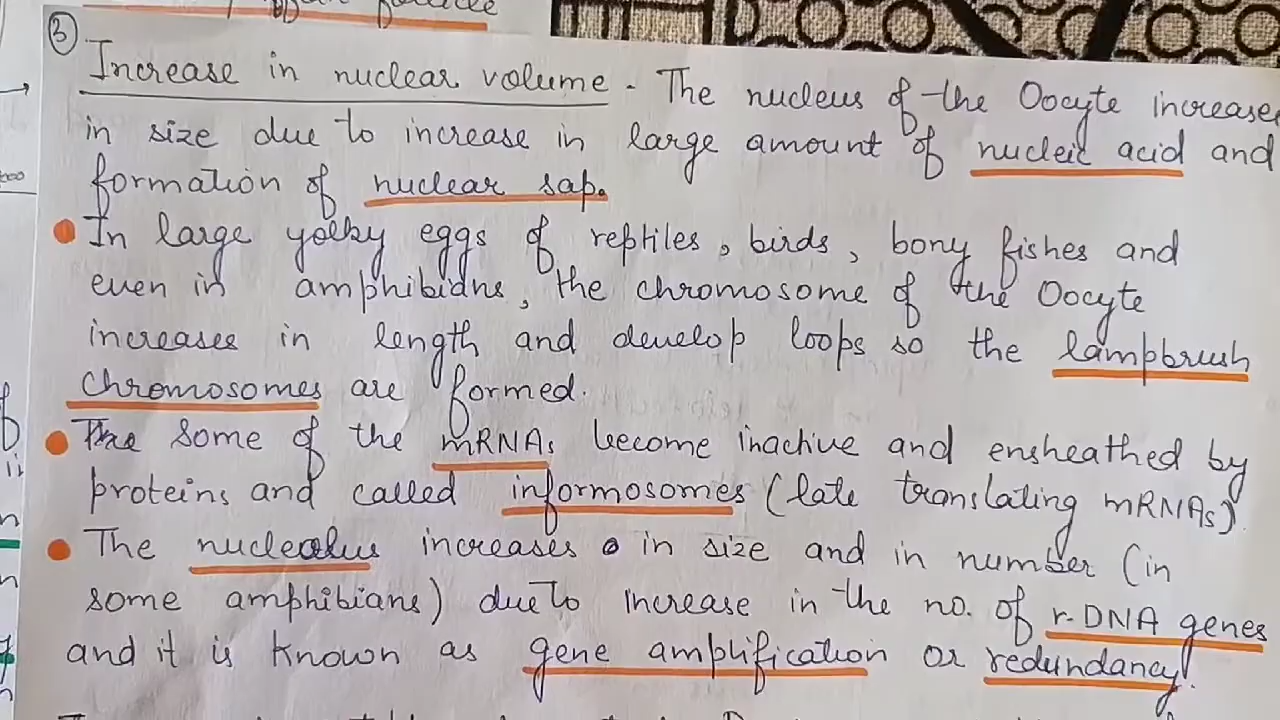 ③ Increase in nuclear volume - The nucleus of the Oocyte increases
in size due to increase in large amount of nucleic acid and
formation of nuclear sap.
In large yolky eggs of reptiles, birds, bony fishes and
even in amphibians, the chromosome of the Oocyte
increases in length and develop loops so the lampbrush
chromosomes are formed.
The some of the mRNAs become inactive and ensheathed by
proteins and called informosomes (late translating mRNAs).
The nucleolus increases in size and in number (in
some amphibians) due to increase in the no. of r-DNA genes
and it is known as gene amplification or redundancy.